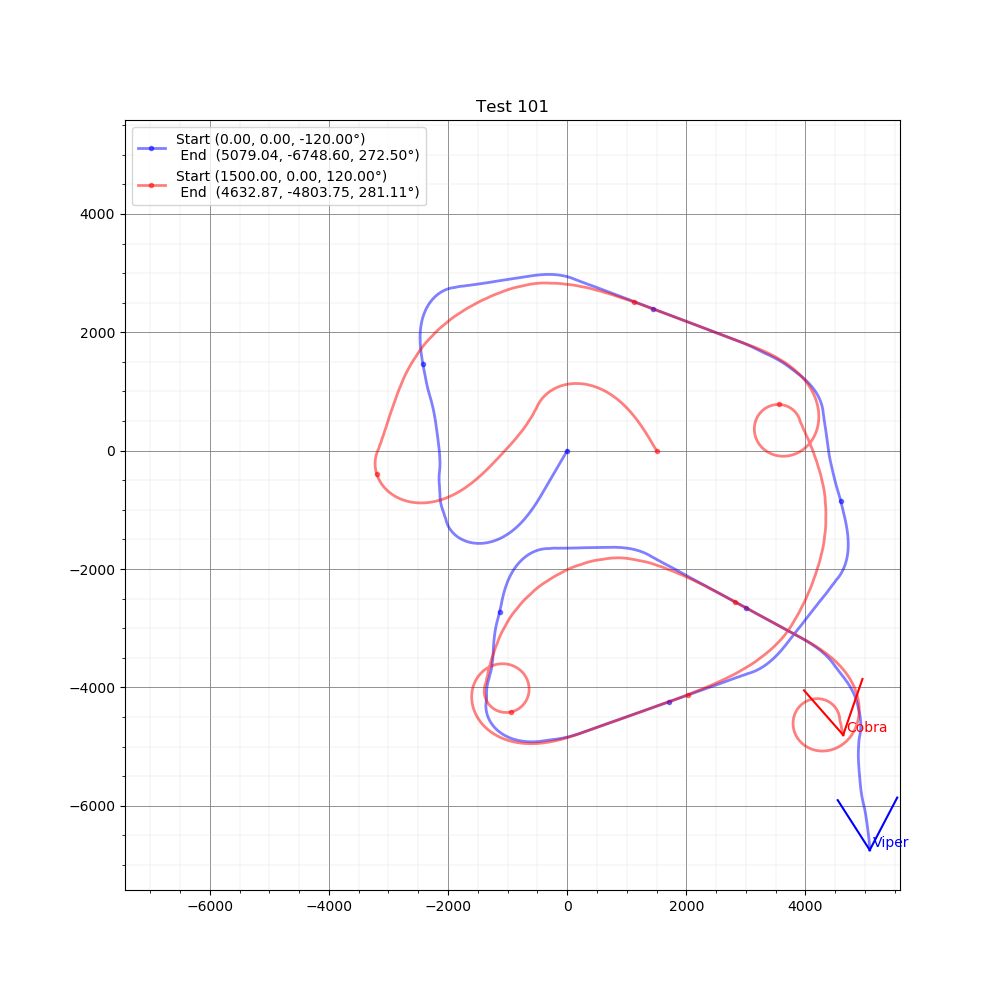 Test 101
Start (0.00, 0.00, -120.00°)
End (5079.04, -6748.60, 272.50°)
Start (1500.00, 0.00, 120.00°)
End (4632.87, -4803.75, 281.11°)
4000
2000
0
−2000
−4000
−6000
Cobra
Viper
−6000
−4000
−2000
0
2000
4000